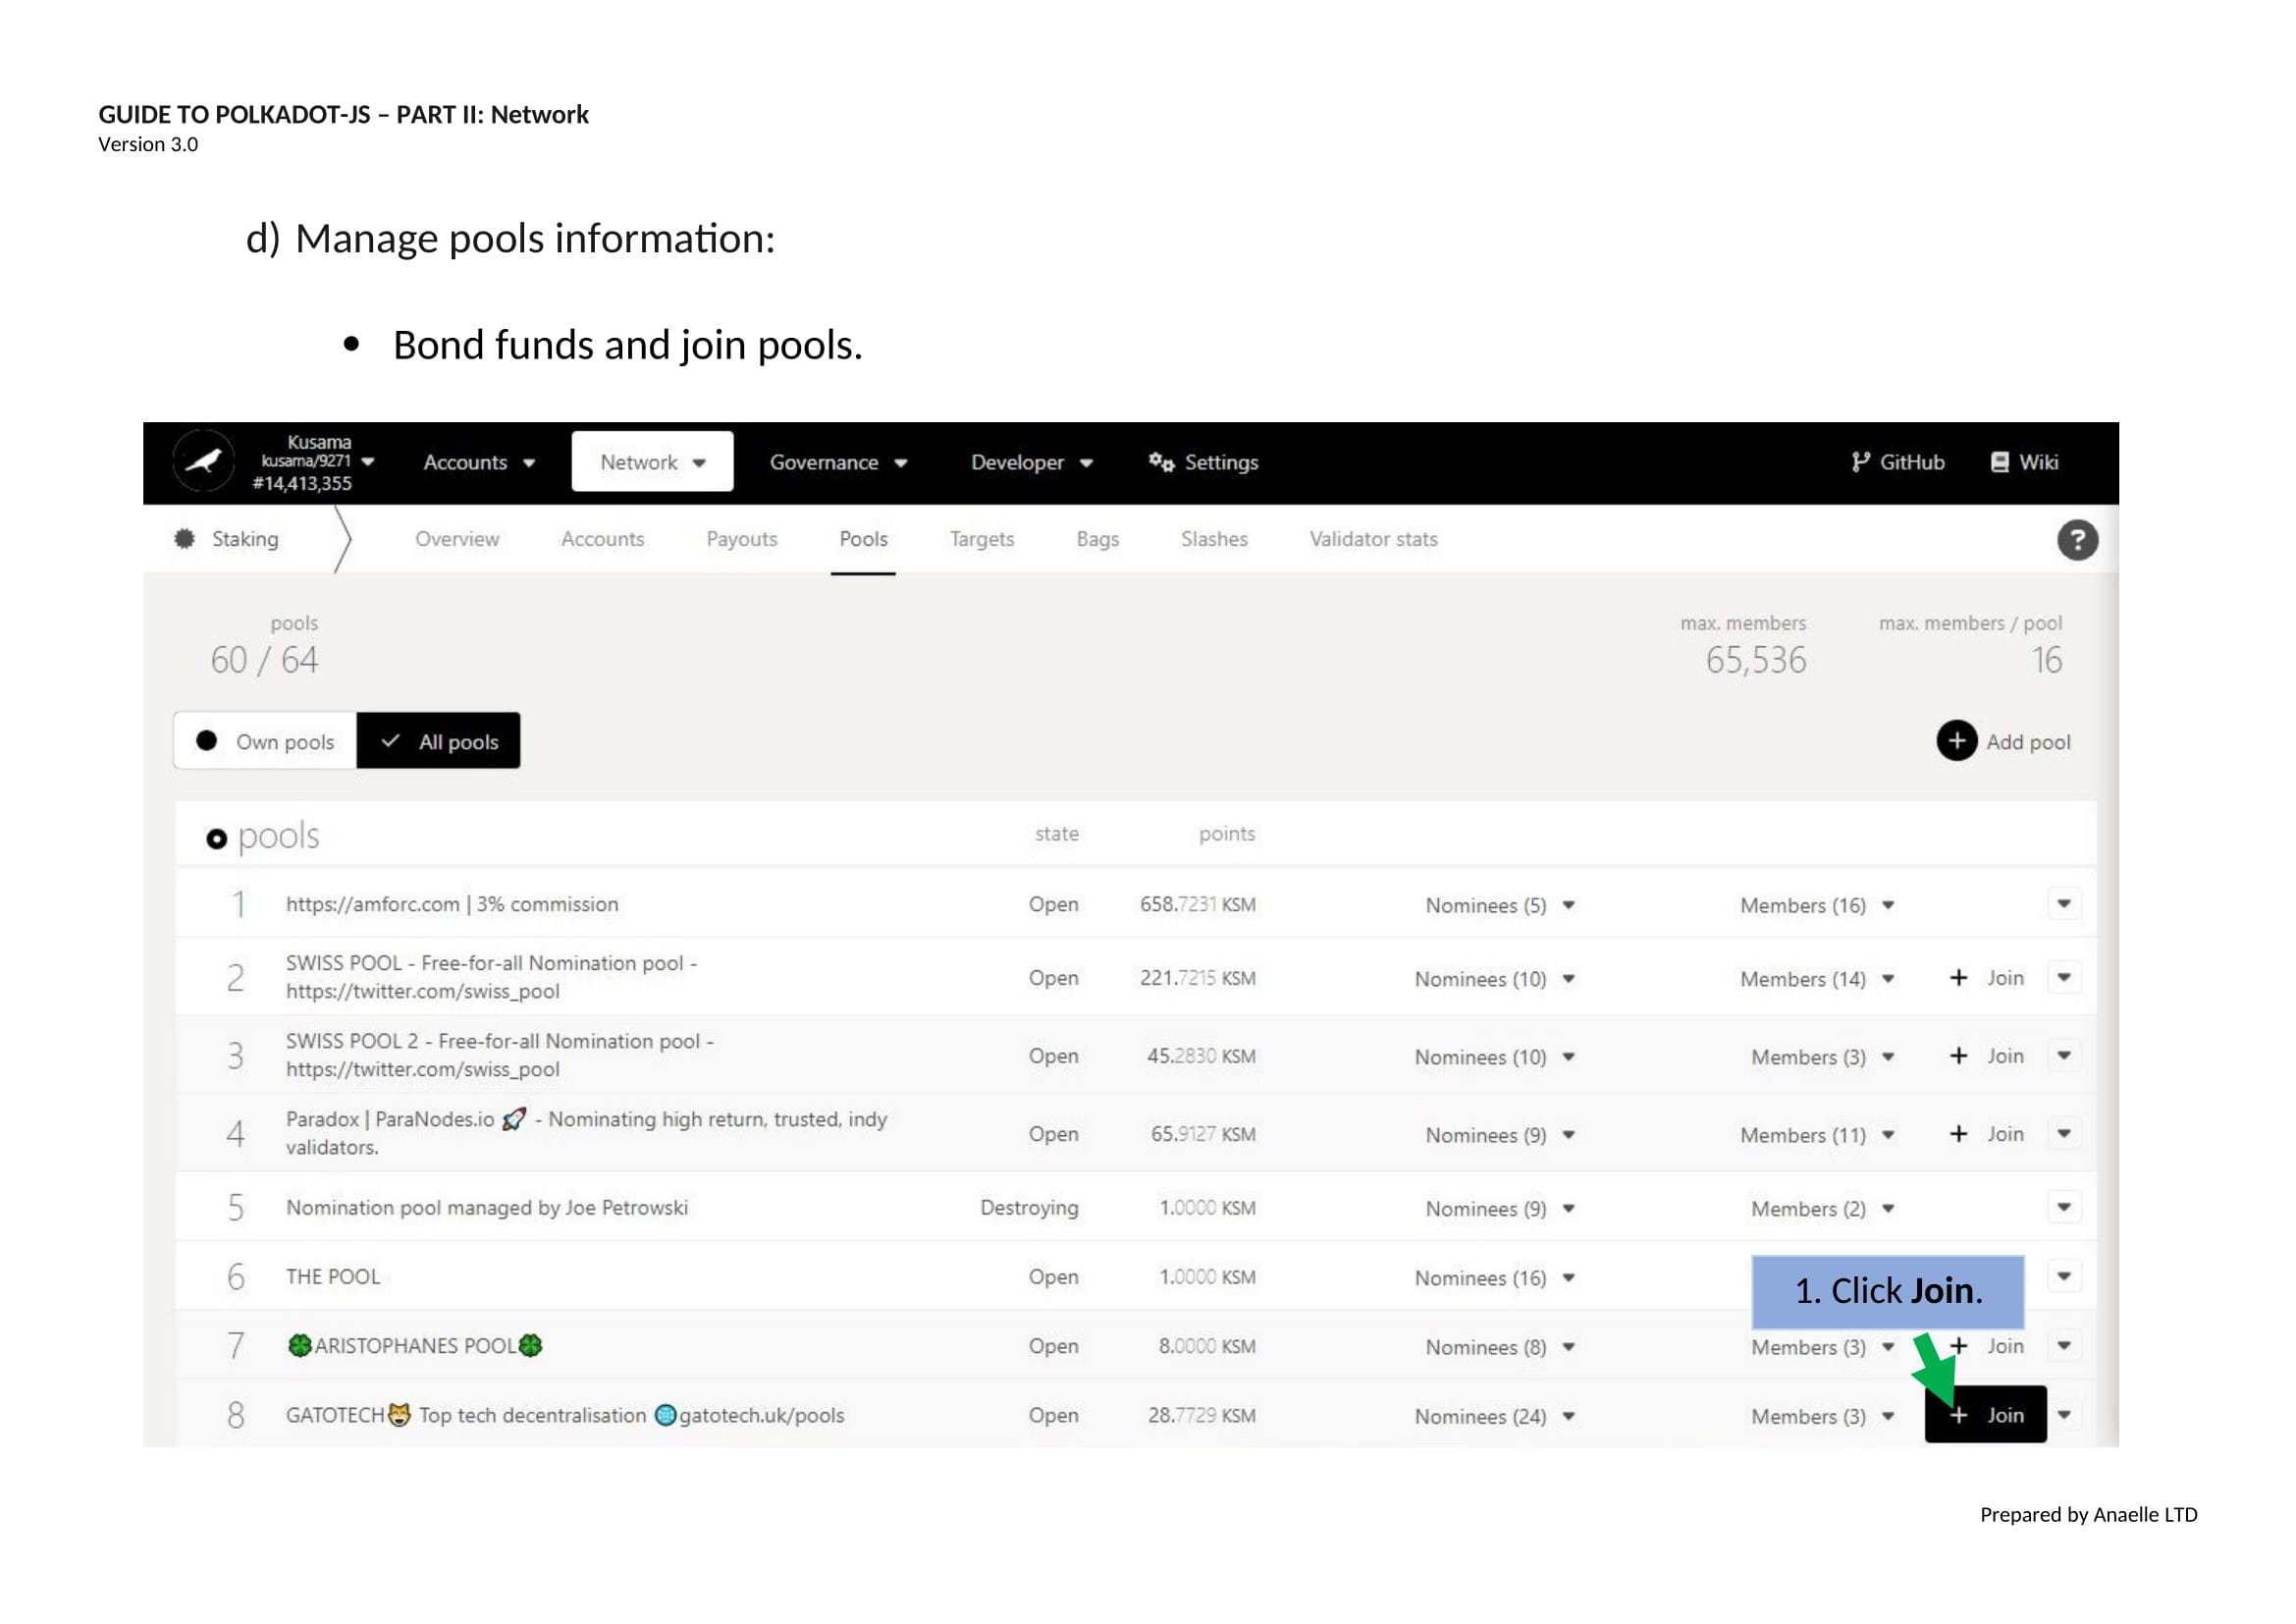 GUIDE TO POLKADOT-JS – PART II: Network
Version 3.0
d) Manage pools information:
• Bond funds and join pools.
Kusama
kusama/9271
#14,413,355
Accounts Network Governance Developer Settings GitHub Wiki
Staking Overview Accounts Payouts Pools Targets Bags Slashes Validator stats ?
pools max. members max. members / pool
60 / 64 65,536 16
Own pools All pools Add pool
pools state points
1 https://amforc.com | 3% commission Open 658.7231 KSM Nominees (5) Members (16)
2 SWISS POOL - Free-for-all Nomination pool -
https://twitter.com/swiss_pool Open 221.7215 KSM Nominees (10) Members (14) + Join
3 SWISS POOL 2 - Free-for-all Nomination pool -
https://twitter.com/swiss_pool Open 45.2830 KSM Nominees (10) Members (3) + Join
4 Paradox | ParaNodes.io 🚀 - Nominating high return, trusted, indy
validators. Open 65.9127 KSM Nominees (9) Members (11) + Join
5 Nomination pool managed by Joe Petrowski Destroying 1.0000 KSM Nominees (9) Members (2)
6 THE POOL Open 1.0000 KSM Nominees (16)
1. Click Join.
7 🍀ARISTOPHANES POOL🍀 Open 8.0000 KSM Nominees (8) Members (3) + Join
8 GATOTECH😺 Top tech decentralisation 🌐gatotech.uk/pools Open 28.7729 KSM Nominees (24) Members (3) + Join
Prepared by Anaelle LTD